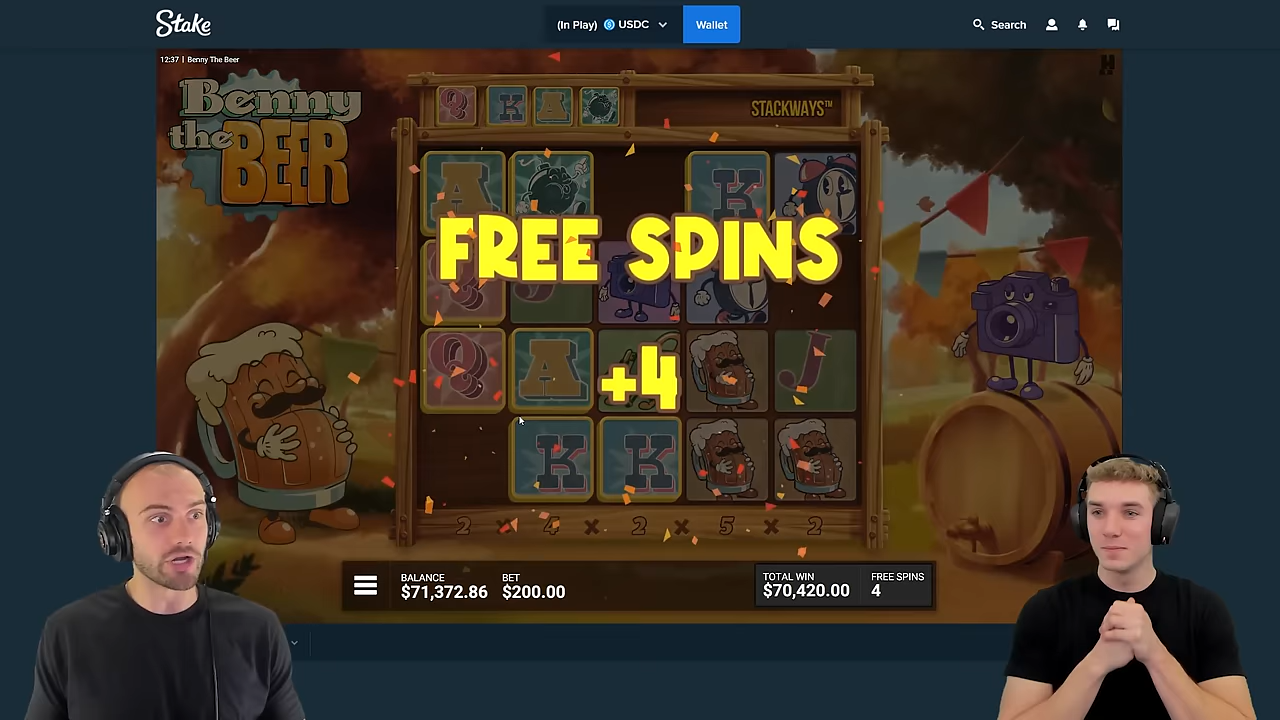 Stake
(In Play) USDC
Wallet
Search
12:37 | Benny The Beer
Benny
the BEER
Q K A
STACKWAYS™
A K
FREE SPINS
Q J
Q A J
+4
K K
2 × 4 × 2 × 5 × 2
BALANCE
$71,372.86
BET
$200.00
TOTAL WIN
$70,420.00
FREE SPINS
4